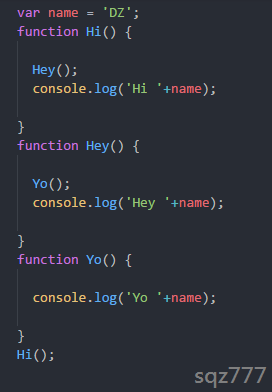 var name = 'DZ';
function Hi() {
Hey();
console.log('Hi '+name);
}
function Hey() {
Yo();
console.log('Hey '+name);
}
function Yo() {
console.log('Yo '+name);
}
Hi();
sqz777